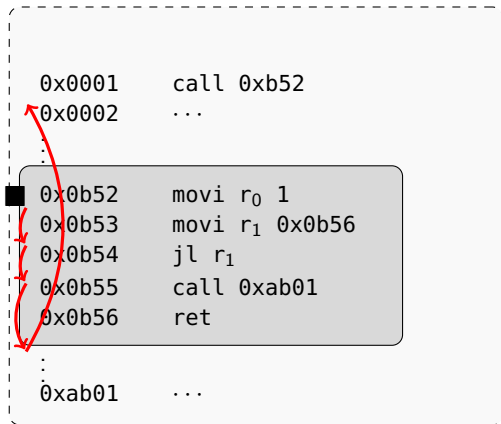 0x0001 call 0xb52
0x0002 ···
⋮
0x0b52 movi r₀ 1
0x0b53 movi r₁ 0x0b56
0x0b54 jl r₁
0x0b55 call 0xab01
0x0b56 ret
⋮
0xab01 ···